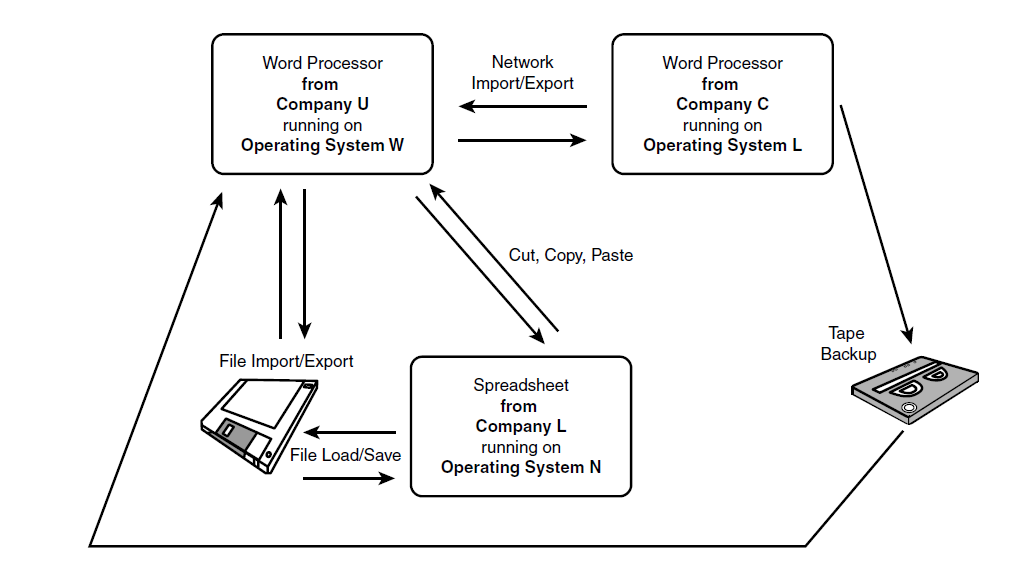 Word Processor
from
Company U
running on
Operating System W
Network
Import/Export
Word Processor
from
Company C
running on
Operating System L
Cut, Copy, Paste
Tape
Backup
File Import/Export
Spreadsheet
from
Company L
running on
Operating System N
File Load/Save